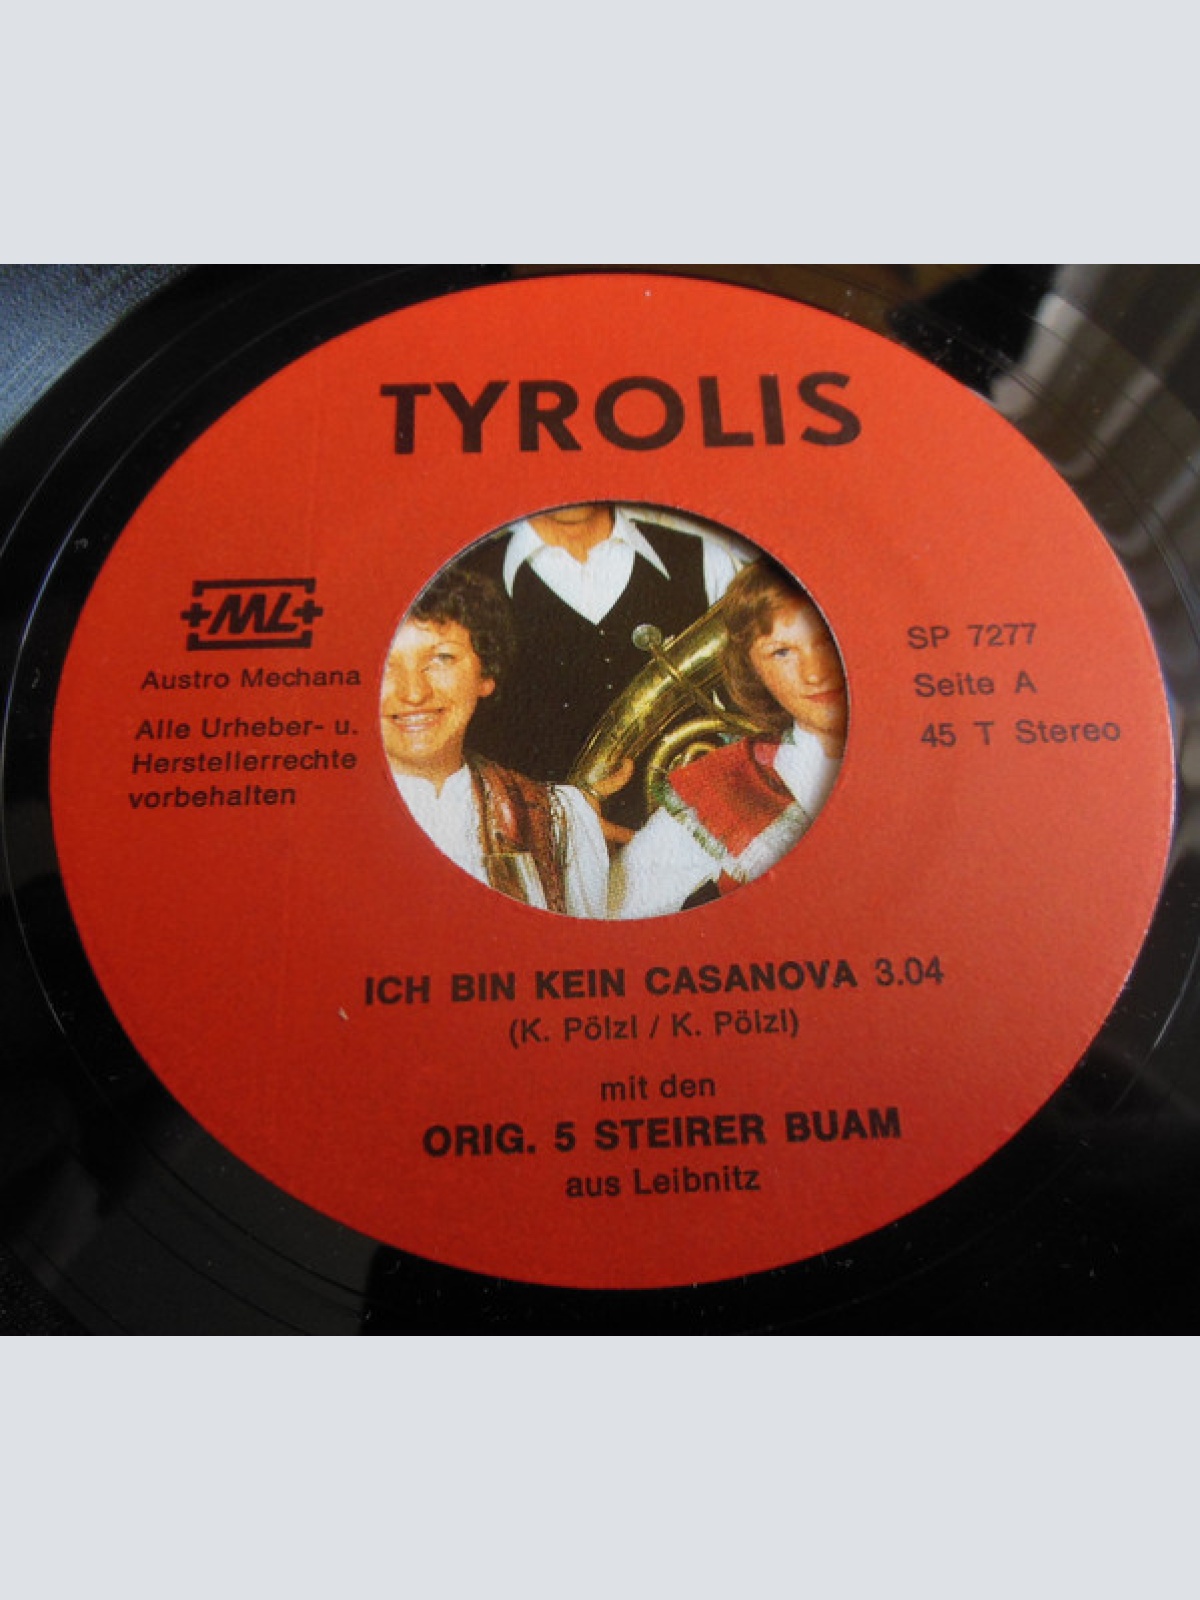 TYROLIS
+ML+
Austro Mechana
Alle Urheber- u.
Herstellerrechte
vorbehalten
SP 7277
Seite A
45 T Stereo
ICH BIN KEIN CASANOVA 3.04
(K. Pölzl / K. Pölzl)
mit den
ORIG. 5 STEIRER BUAM
aus Leibnitz